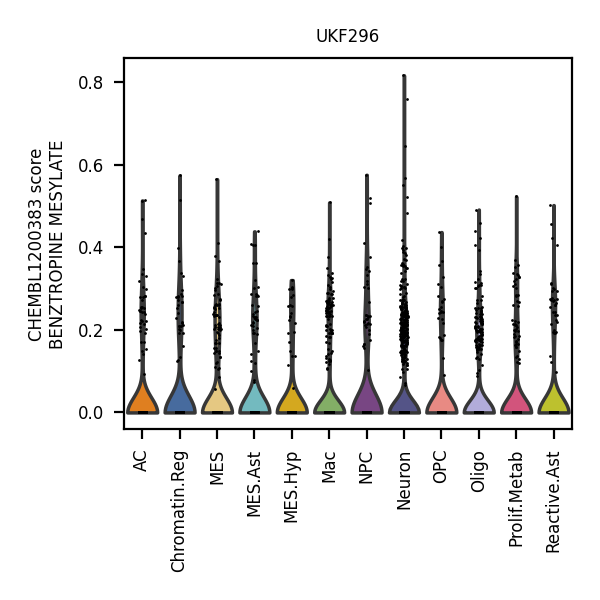 UKF296
CHEMBL1200383 score
BENZTROPINE MESYLATE
0.8
0.6
0.4
0.2
0.0
AC
Chromatin.Reg
MES
MES.Ast
MES.Hyp
Mac
NPC
Neuron
OPC
Oligo
Prolif.Metab
Reactive.Ast